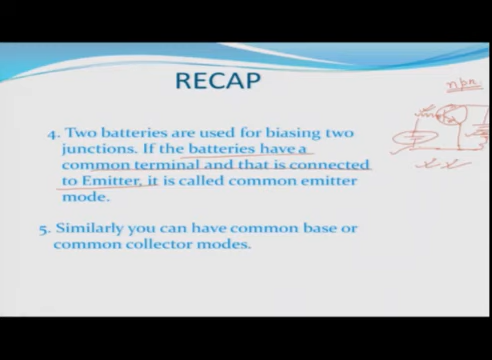 RECAP
npn
4. Two batteries are used for biasing two
junctions. If the batteries have a
common terminal and that is connected
to Emitter, it is called common emitter
mode.
5. Similarly you can have common base or
common collector modes.